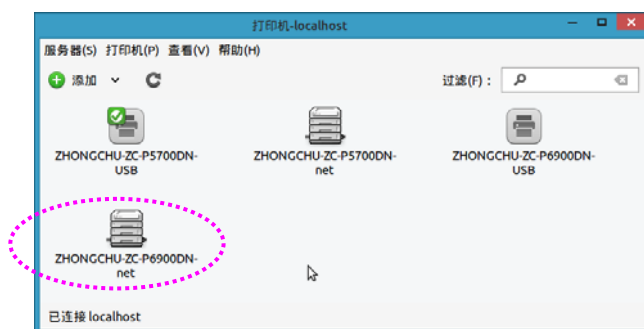 打印机-localhost
服务器(S) 打印机(P) 查看(V) 帮助(H)
添加 过滤(F)：
ZHONGCHU-ZC-P5700DN-
USB
ZHONGCHU-ZC-P5700DN-
net
ZHONGCHU-ZC-P6900DN-
USB
ZHONGCHU-ZC-P6900DN-
net
已连接 localhost